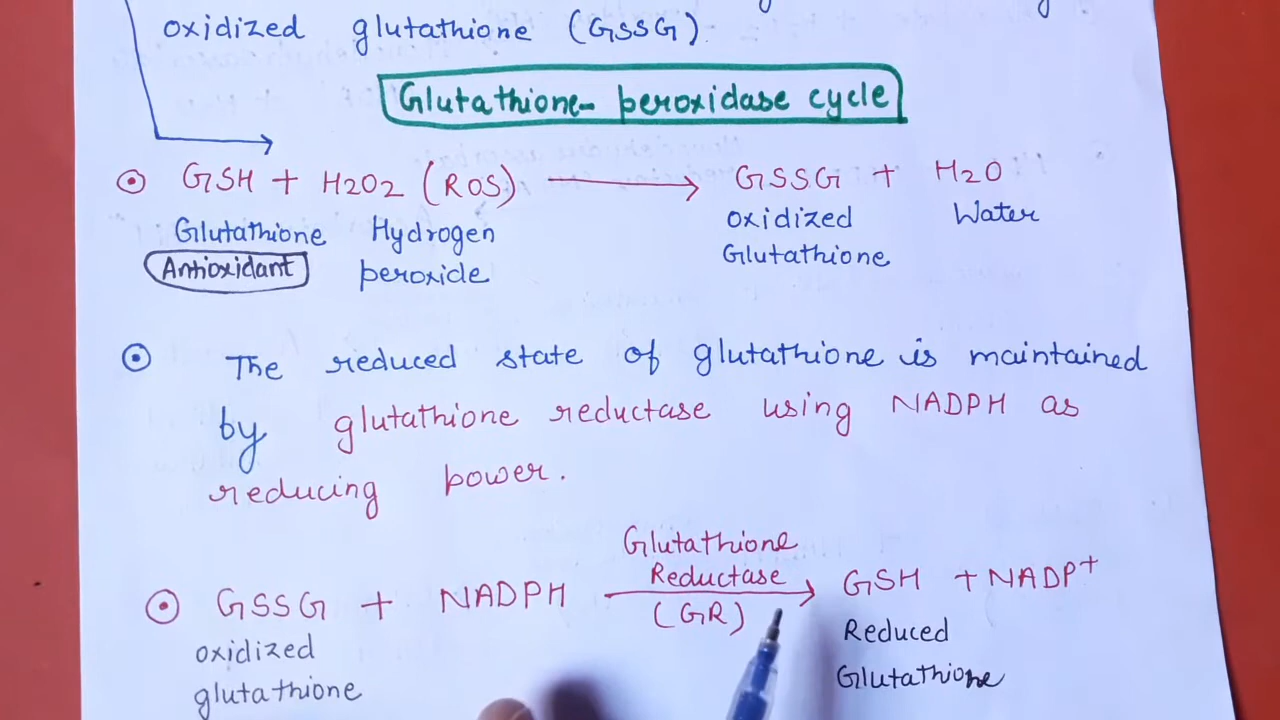 oxidized glutathione (GSSG).
Glutathione- peroxidase cycle
GSH + H2O2 (ROS) → GSSG + H2O
Glutathione Hydrogen peroxide oxidized Glutathione Water
Antioxidant
The reduced state of glutathione is maintained
by glutathione reductase using NADPH as
reducing power.
Glutathione
Reductase
GSSG + NADPH → GSH + NADP+
(GR)
oxidized Reduced
glutathione Glutathione